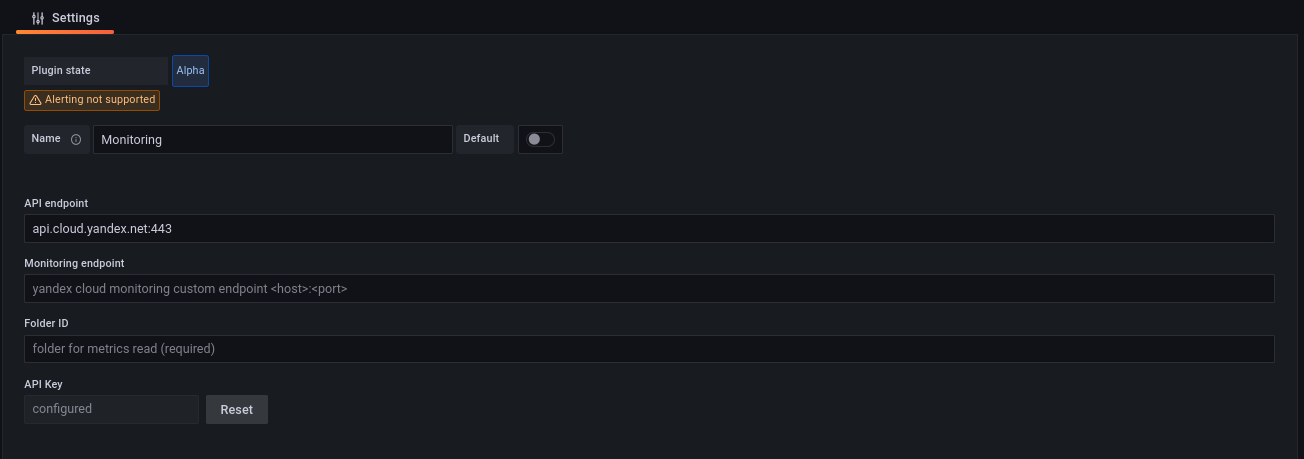 Settings
Plugin state Alpha
Alerting not supported
Name Monitoring Default
API endpoint
api.cloud.yandex.net:443
Monitoring endpoint
yandex cloud monitoring custom endpoint <host>:<port>
Folder ID
folder for metrics read (required)
API Key
configured Reset